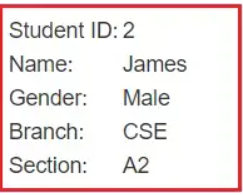 Student ID: 2
Name: James
Gender: Male
Branch: CSE
Section: A2